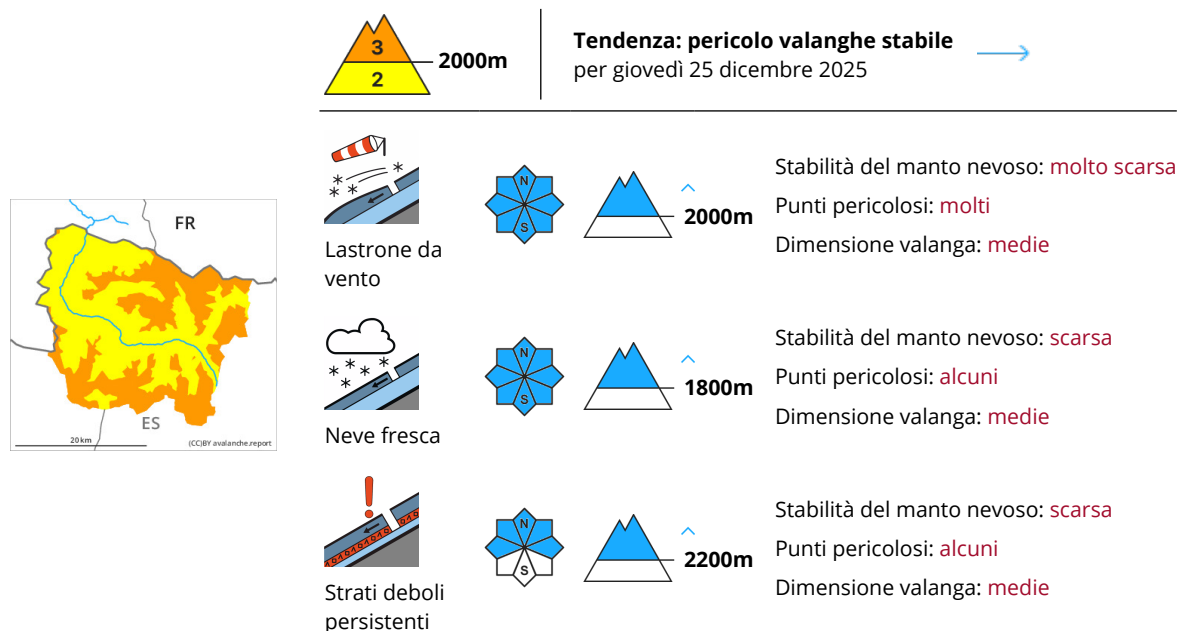 3
2
2000m
Tendenza: pericolo valanghe stabile
per giovedì 25 dicembre 2025
FR
ES
20 km
(CC)BY avalanche.report
Lastrone da
vento
N
S
2000m
Stabilità del manto nevoso: molto scarsa
Punti pericolosi: molti
Dimensione valanga: medie
Neve fresca
N
S
1800m
Stabilità del manto nevoso: scarsa
Punti pericolosi: alcuni
Dimensione valanga: medie
Strati deboli
persistenti
N
S
2200m
Stabilità del manto nevoso: scarsa
Punti pericolosi: alcuni
Dimensione valanga: medie